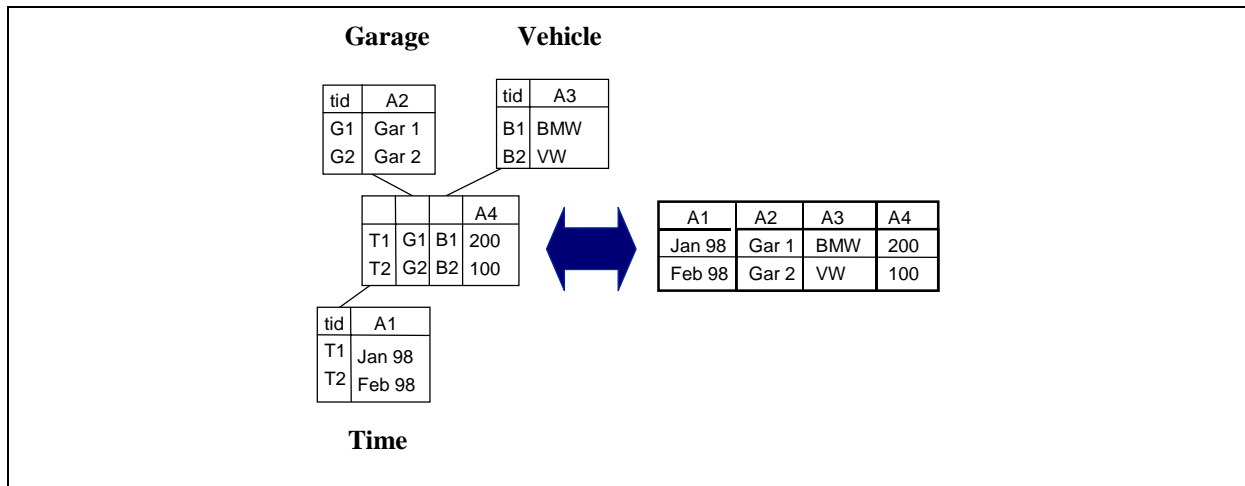 Garage Vehicle
tid A2
G1 Gar 1
G2 Gar 2
tid A3
B1 BMW
B2 VW
A4
T1 G1 B1 200
T2 G2 B2 100
A1 A2 A3 A4
Jan 98 Gar 1 BMW 200
Feb 98 Gar 2 VW 100
tid A1
T1 Jan 98
T2 Feb 98
Time